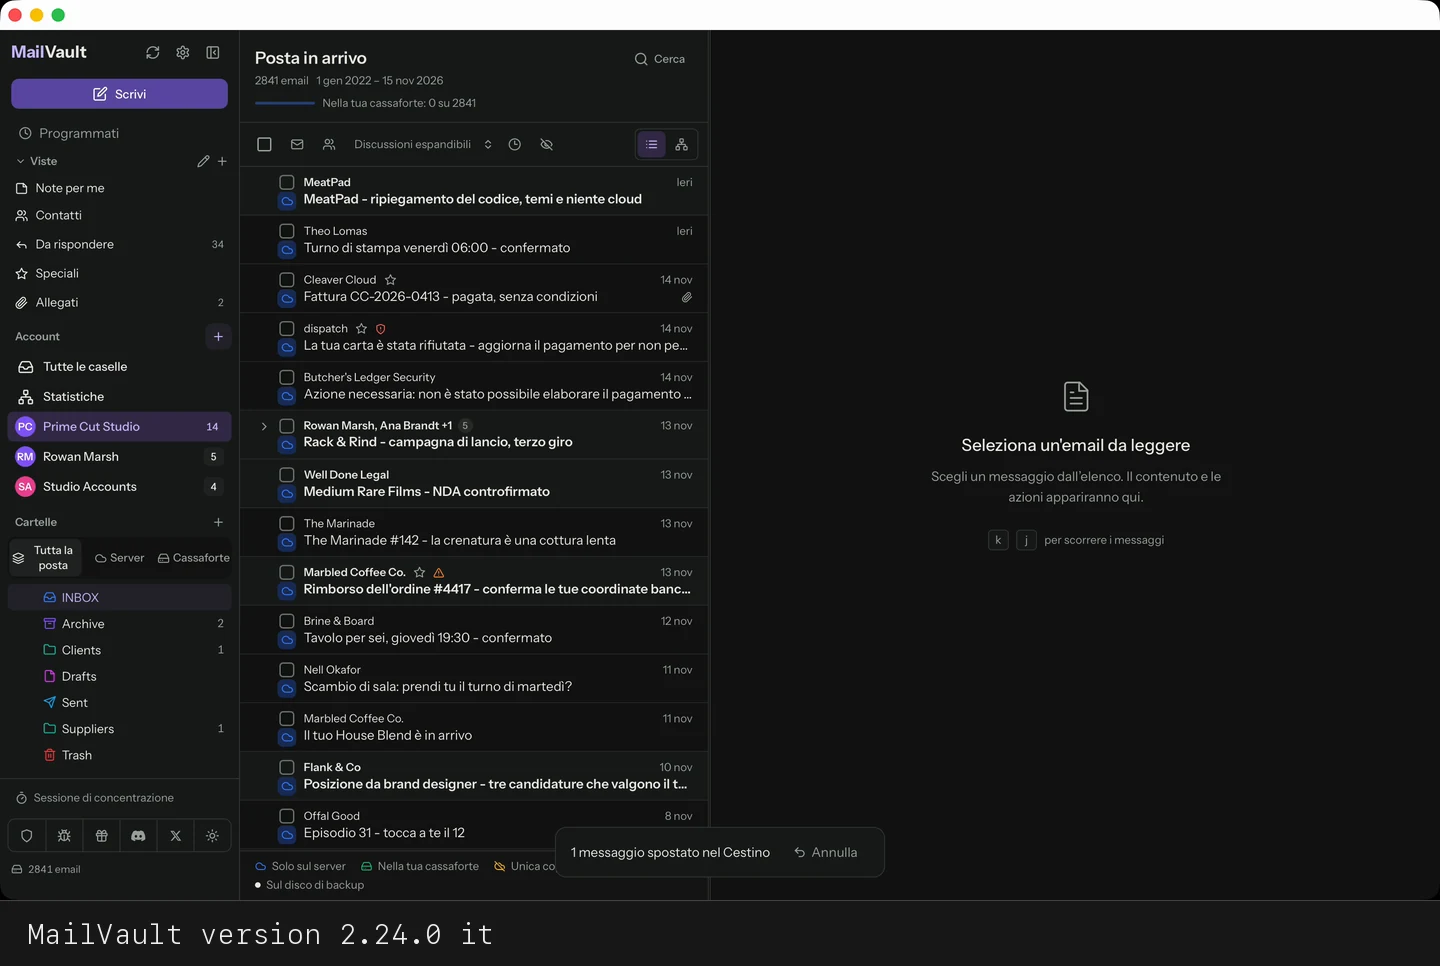 MailVault
Scrivi
Programmati
Viste
Note per me
Contatti
Da rispondere 34
Speciali
Allegati 2
Account
Tutte le caselle
Statistiche
PC Prime Cut Studio 14
RM Rowan Marsh 5
SA Studio Accounts 4
Cartelle
Tutta la posta
Server
Cassaforte
INBOX
Archive 2
Clients 1
Drafts
Sent
Suppliers 1
Trash
Sessione di concentrazione
2841 email
Posta in arrivo
Cerca
2841 email 1 gen 2022 – 15 nov 2026
Nella tua cassaforte: 0 su 2841
Discussioni espandibili
MeatPad Ieri
MeatPad - ripiegamento del codice, temi e niente cloud
Theo Lomas Ieri
Turno di stampa venerdì 06:00 - confermato
Cleaver Cloud 14 nov
Fattura CC-2026-0413 - pagata, senza condizioni
dispatch 14 nov
La tua carta è stata rifiutata - aggiorna il pagamento per non pe...
Butcher's Ledger Security 14 nov
Azione necessaria: non è stato possibile elaborare il pagamento ...
Rowan Marsh, Ana Brandt +1 5 13 nov
Rack & Rind - campagna di lancio, terzo giro
Well Done Legal 13 nov
Medium Rare Films - NDA controfirmato
The Marinade 13 nov
The Marinade #142 - la crenatura è una cottura lenta
Marbled Coffee Co. 13 nov
Rimborso dell'ordine #4417 - conferma le tue coordinate banc...
Brine & Board 12 nov
Tavolo per sei, giovedì 19:30 - confermato
Nell Okafor 11 nov
Scambio di sala: prendi tu il turno di martedì?
Marbled Coffee Co. 11 nov
Il tuo House Blend è in arrivo
Flank & Co 10 nov
Posizione da brand designer - tre candidature che valgono il t...
Offal Good 8 nov
Episodio 31 - tocca a te il 12
Solo sul server Nella tua cassaforte Unica co
Sul disco di backup
1 messaggio spostato nel Cestino Annulla
Seleziona un'email da leggere
Scegli un messaggio dall'elenco. Il contenuto e le
azioni appariranno qui.
k j per scorrere i messaggi
MailVault version 2.24.0 it